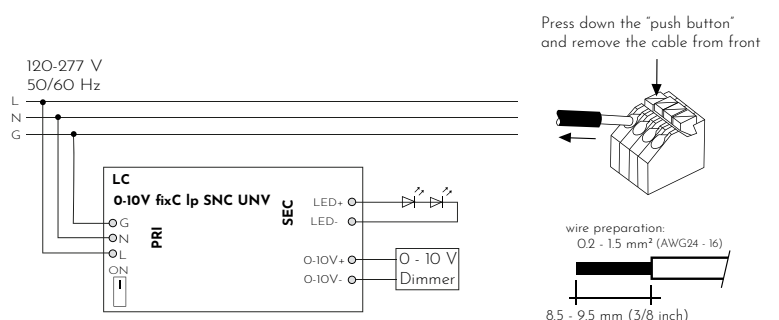 Press down the "push button"
and remove the cable from front
120-277 V
50/60 Hz
L
N
G
LC
0-10V fixC lp SNC UNV
PRI
SEC
G
N
L
ON
LED+
LED-
0-10V+
0-10V-
0 - 10 V
Dimmer
wire preparation:
0.2 - 1.5 mm² (AWG24 - 16)
8.5 - 9.5 mm (3/8 inch)